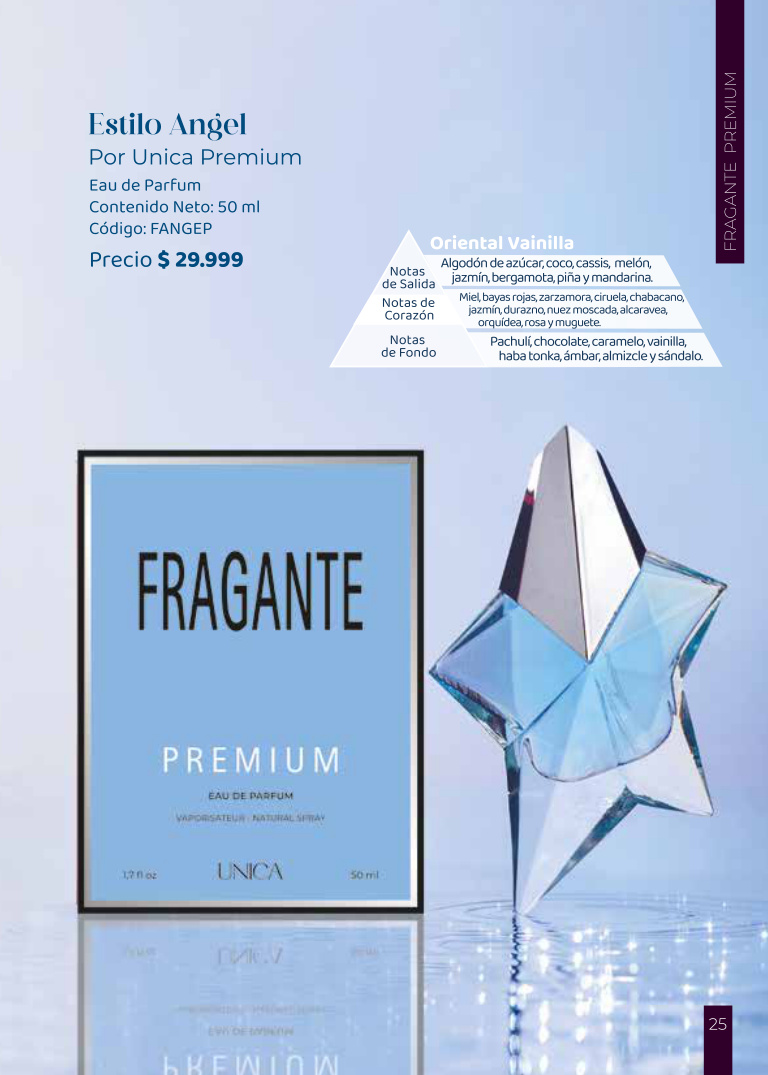 FRAGANTE PREMIUM
Estilo Angel
Por Unica Premium
Eau de Parfum
Contenido Neto: 50 ml
Código: FANGEP
Precio $ 29.999
Oriental Vainilla
Notas
de Salida
Algodón de azúcar, coco, cassis, melón,
jazmín, bergamota, piña y mandarina.
Notas de
Corazón
Miel, bayas rojas, zarzamora, ciruela, chabacano,
jazmín, durazno, nuez moscada, alcaravea,
orquídea, rosa y muguete.
Notas
de Fondo
Pachulí, chocolate, caramelo, vainilla,
haba tonka, ámbar, almizcle y sándalo.
FRAGANTE
PREMIUM
EAU DE PARFUM
VAPORISATEUR · NATURAL SPRAY
1,7 fl oz UNICA 50 ml
25